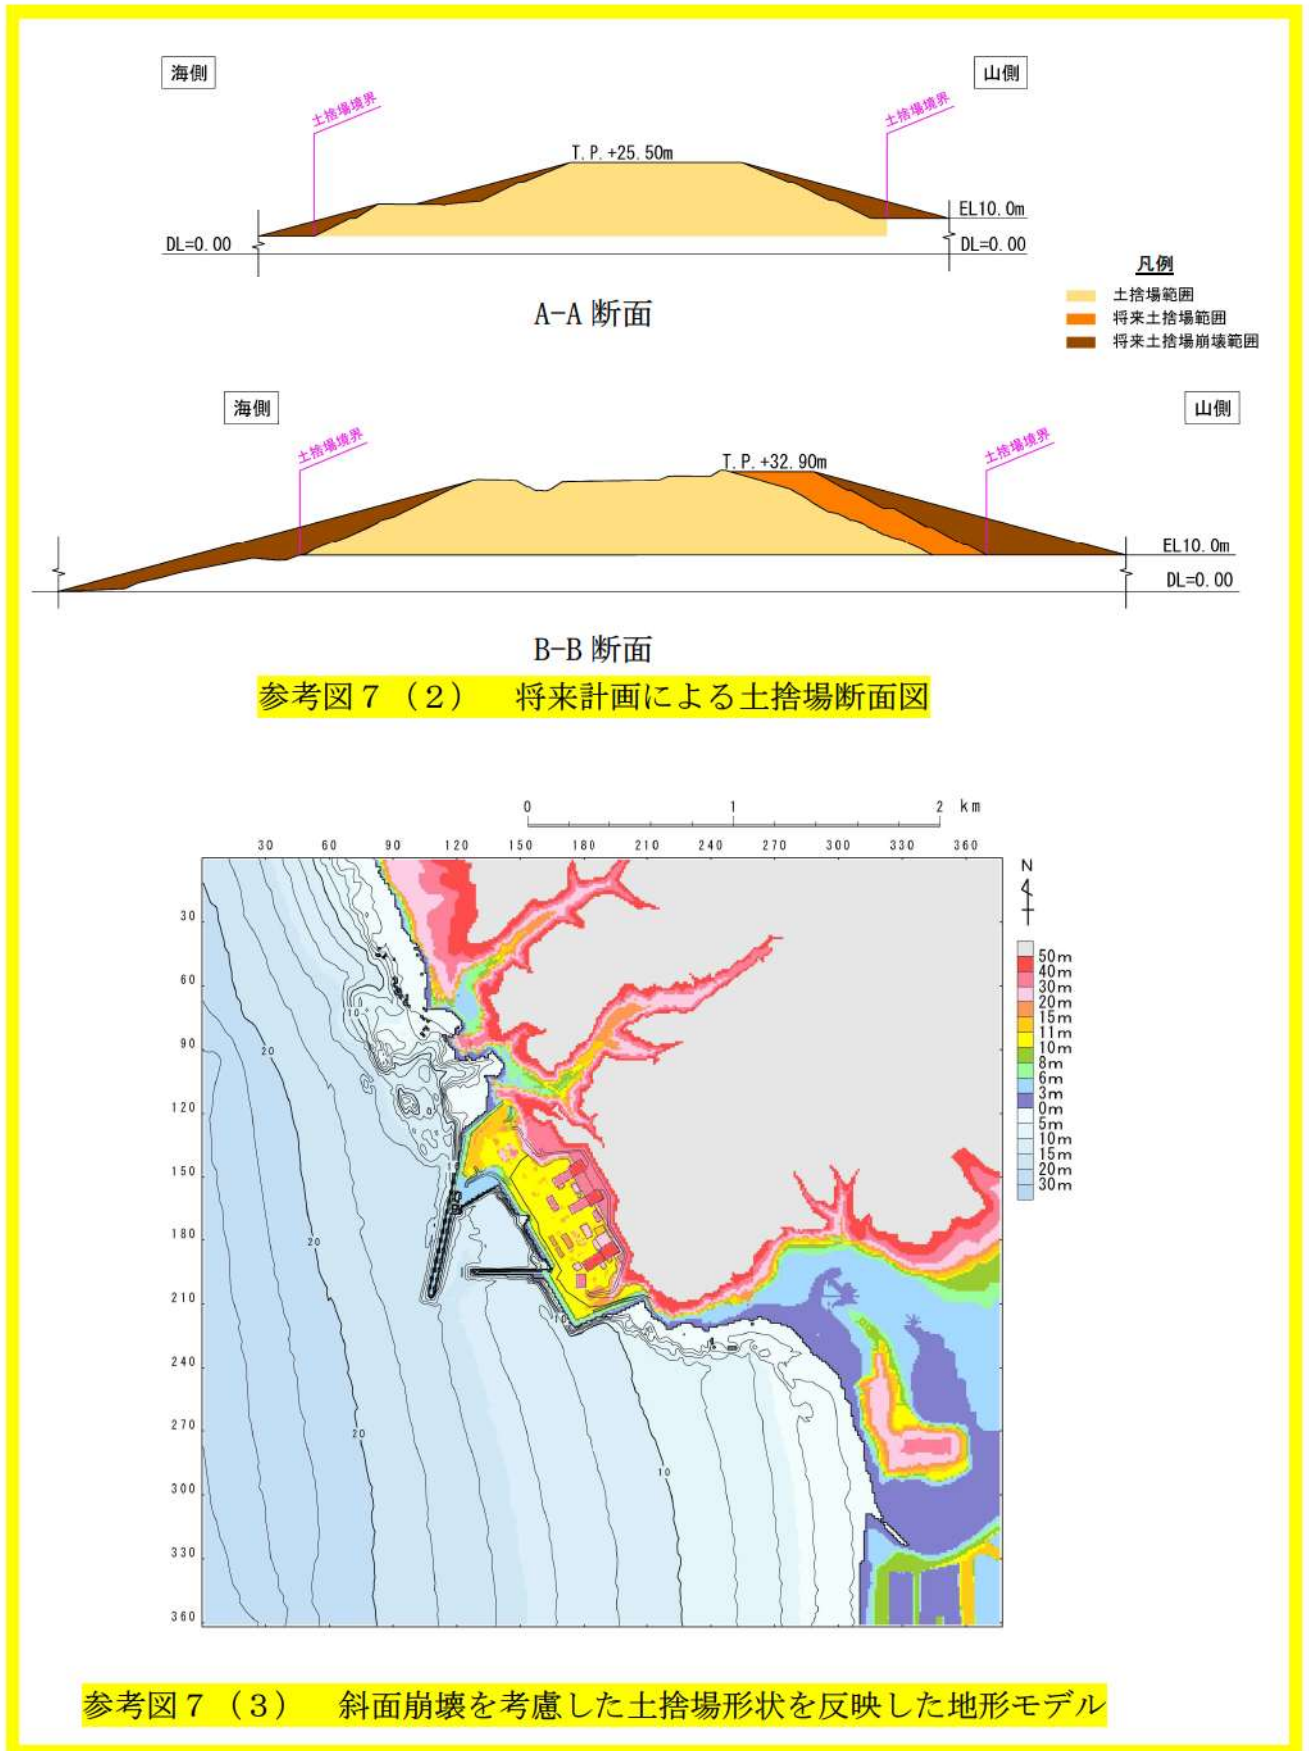 海側
山側
土捨場境界
土捨場境界
T.P.+25.50m
EL10.0m
DL=0.00
DL=0.00
A-A 断面
凡例
土捨場範囲
将来土捨場範囲
将来土捨場崩壊範囲
海側
山側
土捨場境界
土捨場境界
T.P.+32.90m
EL10.0m
DL=0.00
B-B 断面
参考図7（2）　将来計画による土捨場断面図
0 1 2 km
30 60 90 120 150 180 210 240 270 300 330 360
N
30
60
90
120
150
180
210
240
270
300
330
360
10
20
20
20
10
10
50m
40m
30m
20m
15m
11m
10m
8m
6m
3m
0m
5m
10m
15m
20m
30m
参考図7（3）　斜面崩壊を考慮した土捨場形状を反映した地形モデル